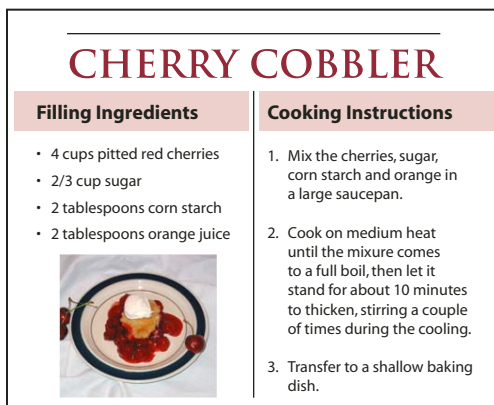 CHERRY COBBLER
Filling Ingredients
• 4 cups pitted red cherries
• 2/3 cup sugar
• 2 tablespoons corn starch
• 2 tablespoons orange juice
Cooking Instructions
1. Mix the cherries, sugar,
corn starch and orange in
a large saucepan.
2. Cook on medium heat
until the mixure comes
to a full boil, then let it
stand for about 10 minutes
to thicken, stirring a couple
of times during the cooling.
3. Transfer to a shallow baking
dish.